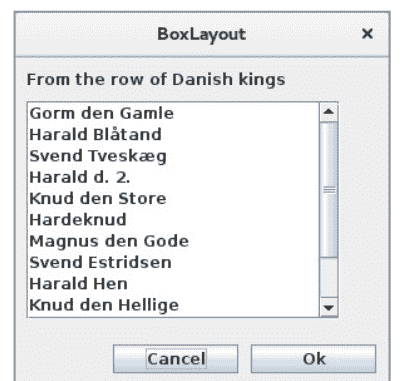 BoxLayout ×
From the row of Danish kings
Gorm den Gamle
Harald Blåtand
Svend Tveskæg
Harald d. 2.
Knud den Store
Hardeknud
Magnus den Gode
Svend Estridsen
Harald Hen
Knud den Hellige
Cancel Ok